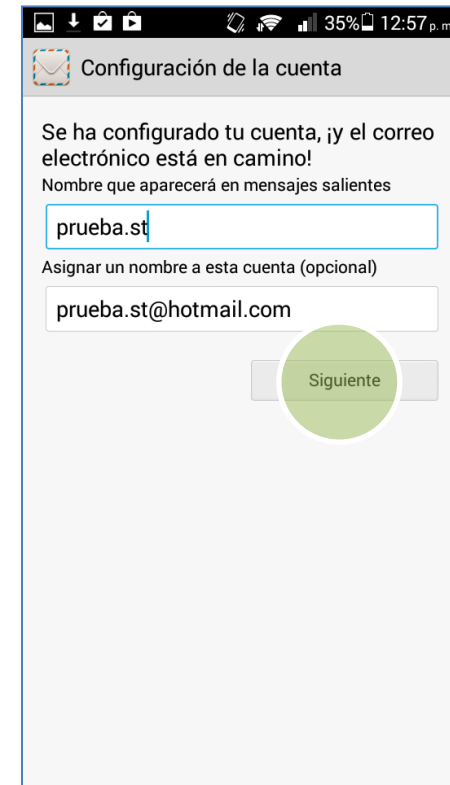 35% 12:57 p. m
Configuración de la cuenta
Se ha configurado tu cuenta, ¡y el correo
electrónico está en camino!
Nombre que aparecerá en mensajes salientes
prueba.st
Asignar un nombre a esta cuenta (opcional)
prueba.st@hotmail.com
Siguiente